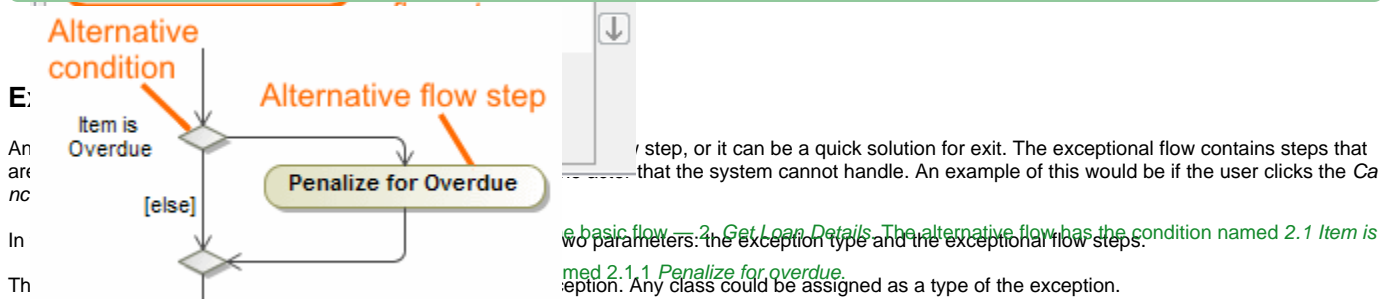 Alternative
condition
Alternative flow step
Item is
Overdue
Penalize for Overdue
[else]
An step, or it can be a quick solution for exit. The exceptional flow contains steps that
are that the system cannot handle. An example of this would be if the user clicks the Ca
nc
e basic flow — 2. Get Loan Details. The alternative flow has the condition named 2.1 Item is
In wo parameters: the exception type and the exceptional flow steps.
med 2.1.1 Penalize for overdue.
Th ception. Any class could be assigned as a type of the exception.